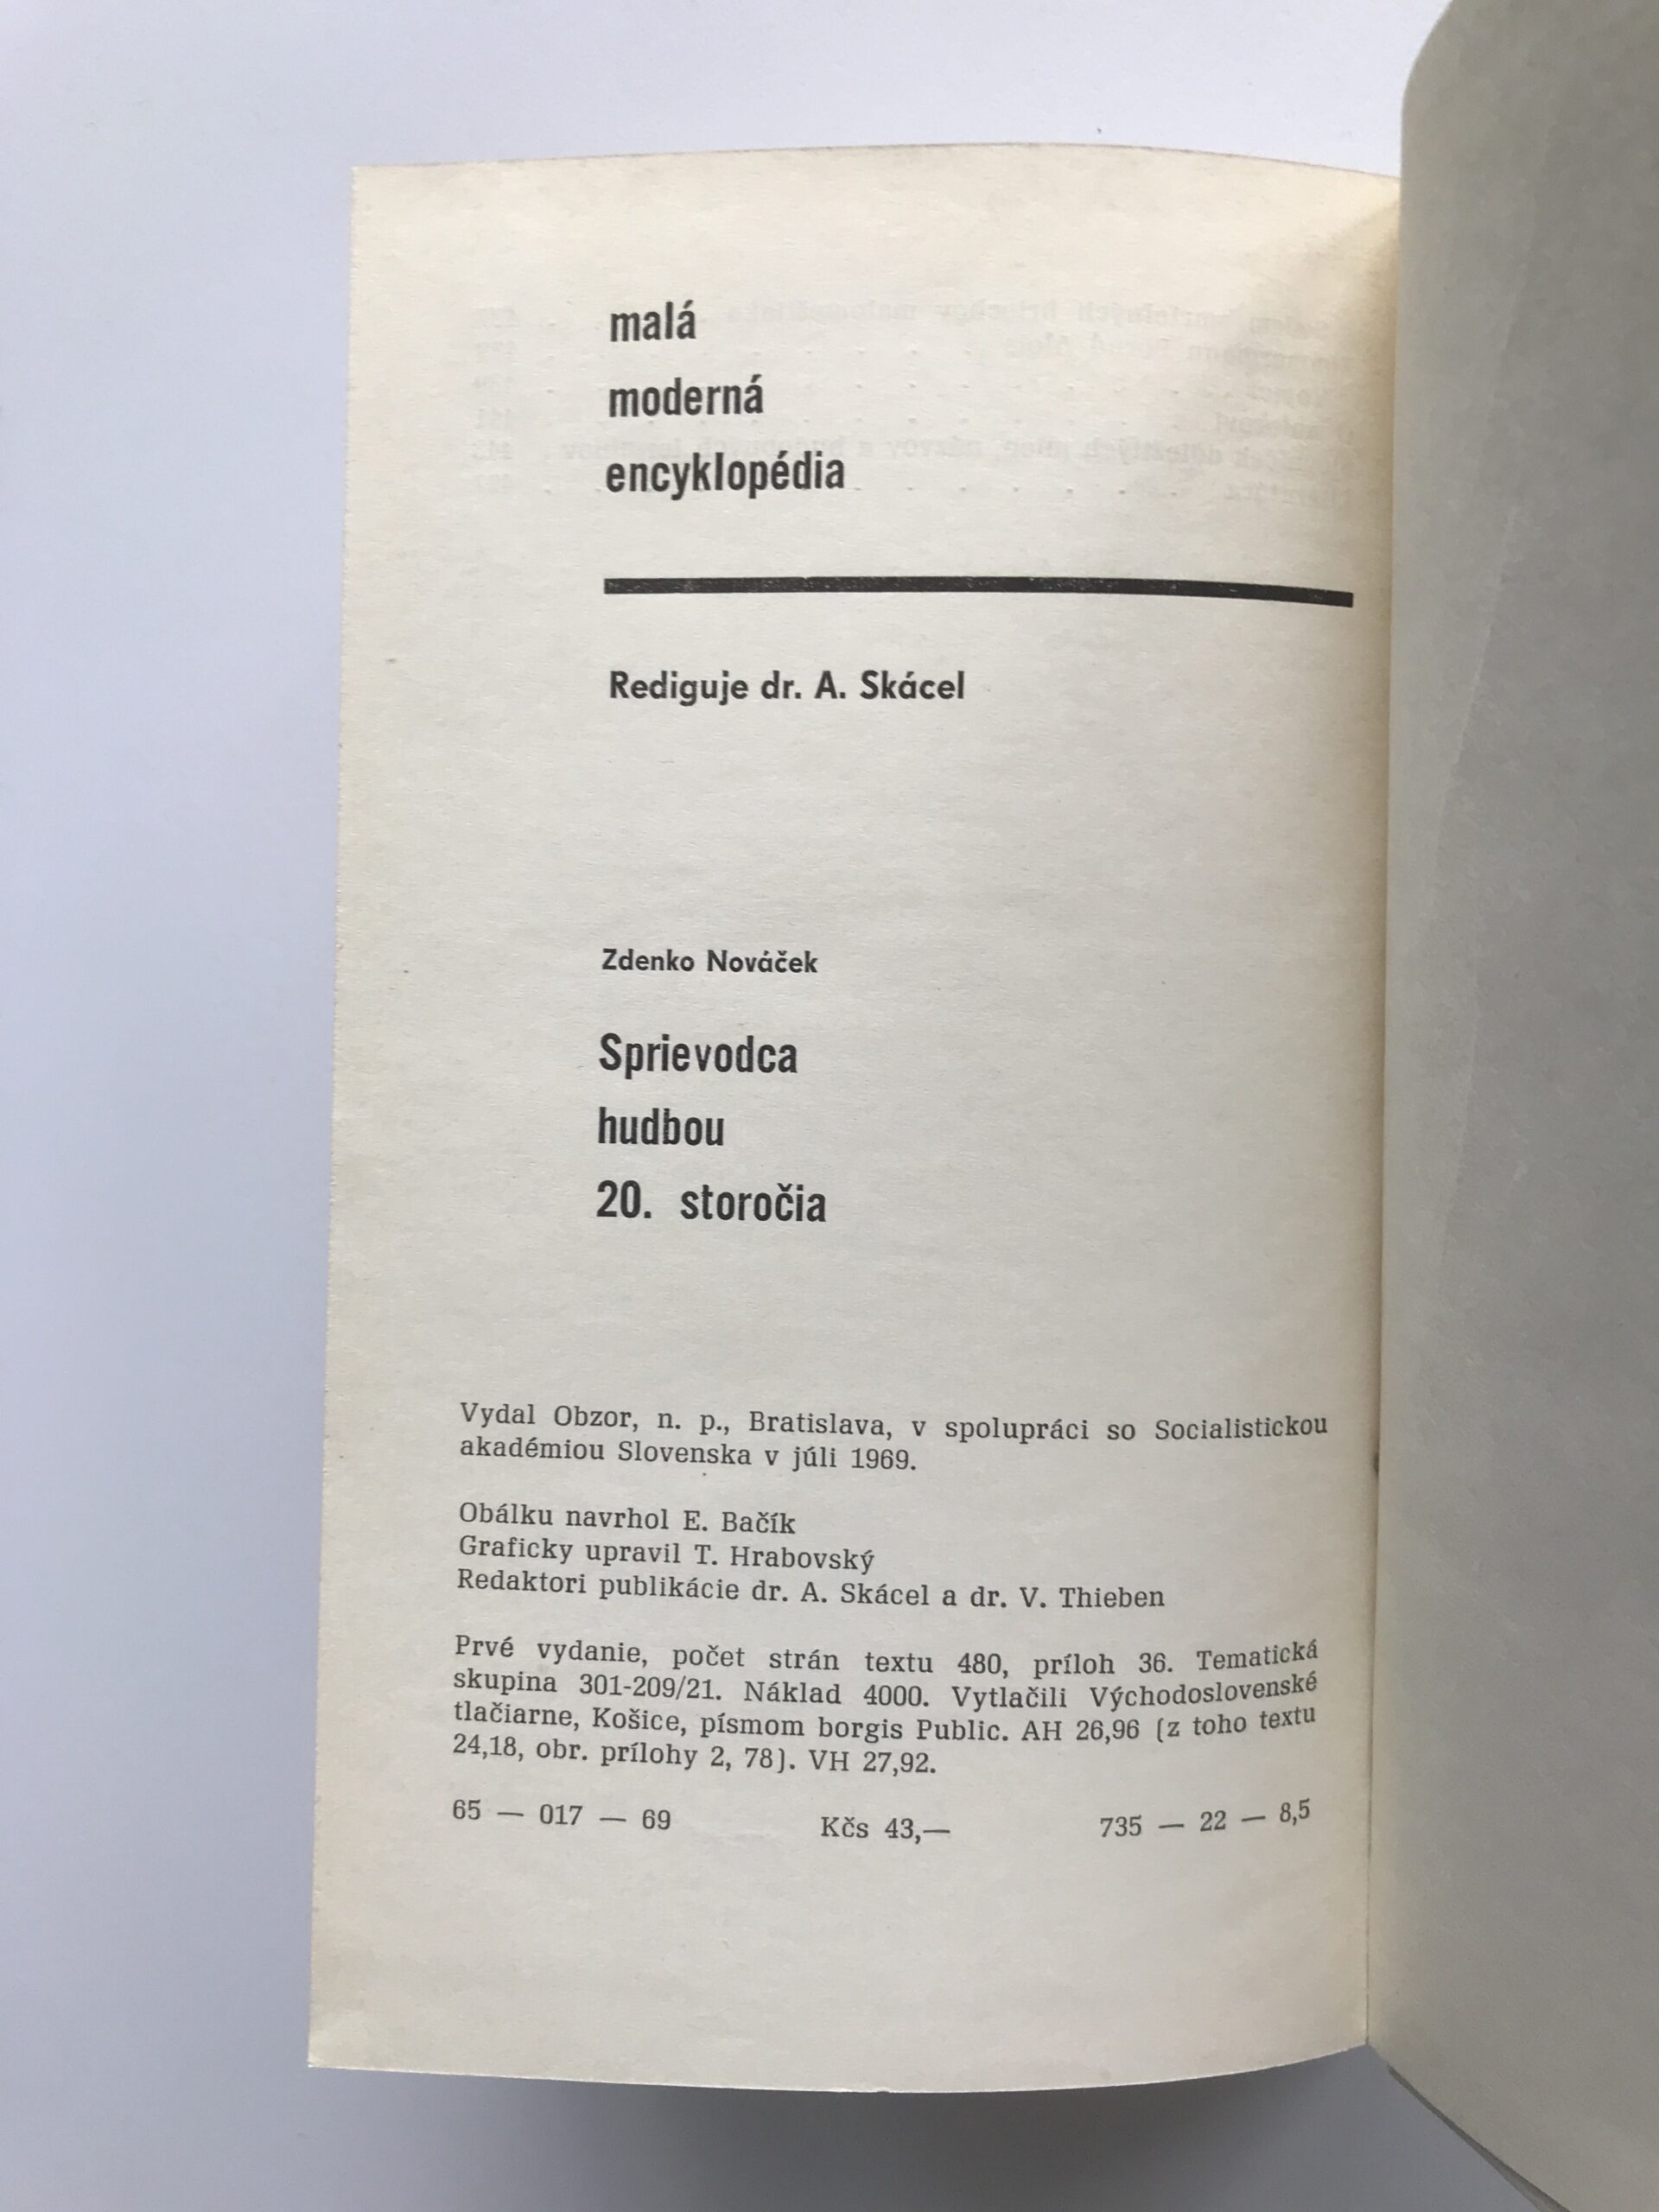 malá
moderná
encyklopédia
Rediguje dr. A. Skácel
Zdenko Nováček
Sprievodca
hudbou
20. storočia
Vydal Obzor, n. p., Bratislava, v spolupráci so Socialistickou
akadémiou Slovenska v júli 1969.
Obálku navrhol E. Bačík
Graficky upravil T. Hrabovský
Redaktori publikácie dr. A. Skácel a dr. V. Thieben
Prvé vydanie, počet strán textu 480, príloh 36. Tematická
skupina 301-209/21. Náklad 4000. Vytlačili Východoslovenské
tlačiarne, Košice, písmom borgis Public. AH 26,96 (z toho textu
24,18, obr. prílohy 2, 78). VH 27,92.
65 — 017 — 69 Kčs 43,— 735 — 22 — 8,5